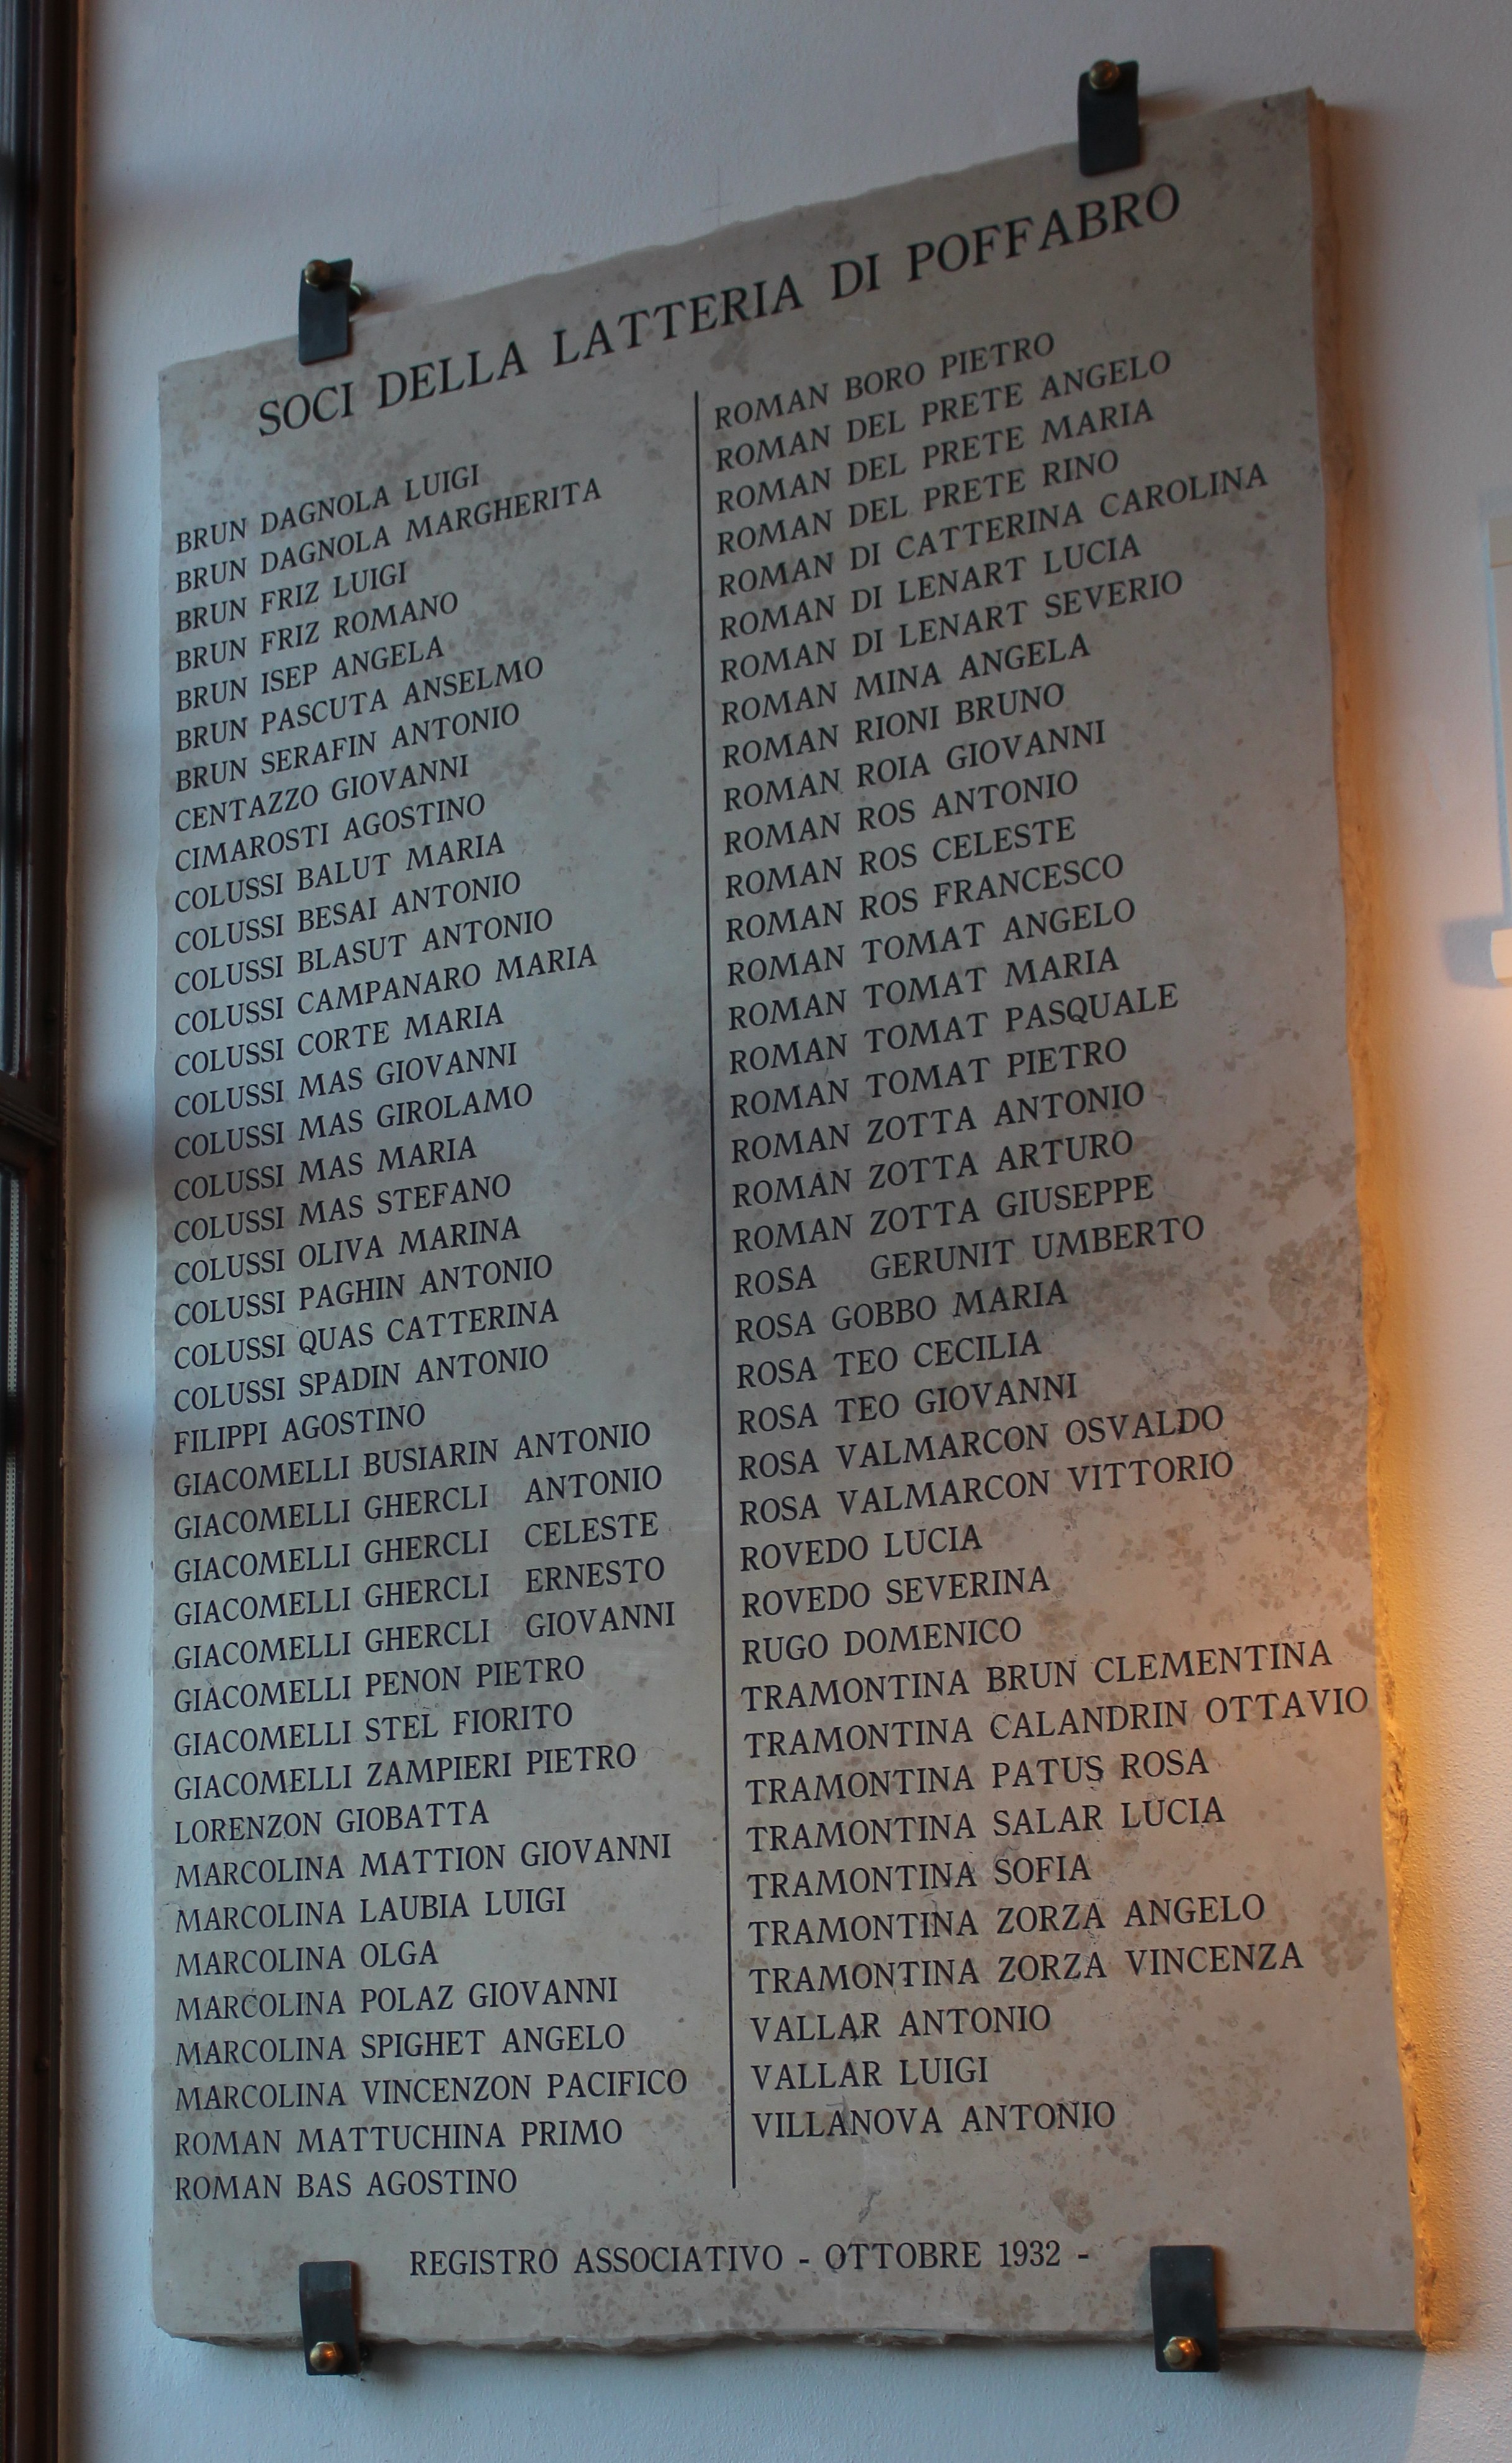 SOCI DELLA LATTERIA DI POFFABRO
BRUN DAGNOLA LUIGI
BRUN DAGNOLA MARGHERITA
BRUN FRIZ LUIGI
BRUN FRIZ ROMANO
BRUN ISEP ANGELA
BRUN PASCUTA ANSELMO
BRUN SERAFIN ANTONIO
CENTAZZO GIOVANNI
CIMAROSTI AGOSTINO
COLUSSI BALUT MARIA
COLUSSI BESAI ANTONIO
COLUSSI BLASUT ANTONIO
COLUSSI CAMPANARO MARIA
COLUSSI CORTE MARIA
COLUSSI MAS GIOVANNI
COLUSSI MAS GIROLAMO
COLUSSI MAS MARIA
COLUSSI MAS STEFANO
COLUSSI OLIVA MARINA
COLUSSI PAGHIN ANTONIO
COLUSSI QUAS CATTERINA
COLUSSI SPADIN ANTONIO
FILIPPI AGOSTINO
GIACOMELLI BUSIARIN ANTONIO
GIACOMELLI GHERCLI ANTONIO
GIACOMELLI GHERCLI CELESTE
GIACOMELLI GHERCLI ERNESTO
GIACOMELLI GHERCLI GIOVANNI
GIACOMELLI PENON PIETRO
GIACOMELLI STEL FIORITO
GIACOMELLI ZAMPIERI PIETRO
LORENZON GIOBATTA
MARCOLINA MATTION GIOVANNI
MARCOLINA LAUBIA LUIGI
MARCOLINA OLGA
MARCOLINA POLAZ GIOVANNI
MARCOLINA SPIGHET ANGELO
MARCOLINA VINCENZON PACIFICO
ROMAN MATTUCHINA PRIMO
ROMAN BAS AGOSTINO
ROMAN BORO PIETRO
ROMAN DEL PRETE ANGELO
ROMAN DEL PRETE MARIA
ROMAN DEL PRETE RINO
ROMAN DI CATTERINA CAROLINA
ROMAN DI LENART LUCIA
ROMAN DI LENART SEVERIO
ROMAN MINA ANGELA
ROMAN RIONI BRUNO
ROMAN ROIA GIOVANNI
ROMAN ROS ANTONIO
ROMAN ROS CELESTE
ROMAN ROS FRANCESCO
ROMAN TOMAT ANGELO
ROMAN TOMAT MARIA
ROMAN TOMAT PASQUALE
ROMAN TOMAT PIETRO
ROMAN ZOTTA ANTONIO
ROMAN ZOTTA ARTURO
ROMAN ZOTTA GIUSEPPE
ROSA GERUNIT UMBERTO
ROSA GOBBO MARIA
ROSA TEO CECILIA
ROSA TEO GIOVANNI
ROSA VALMARCON OSVALDO
ROSA VALMARCON VITTORIO
ROVEDO LUCIA
ROVEDO SEVERINA
RUGO DOMENICO
TRAMONTINA BRUN CLEMENTINA
TRAMONTINA CALANDRIN OTTAVIO
TRAMONTINA PATUS ROSA
TRAMONTINA SALAR LUCIA
TRAMONTINA SOFIA
TRAMONTINA ZORZA ANGELO
TRAMONTINA ZORZA VINCENZA
VALLAR ANTONIO
VALLAR LUIGI
VILLANOVA ANTONIO
REGISTRO ASSOCIATIVO - OTTOBRE 1932 -